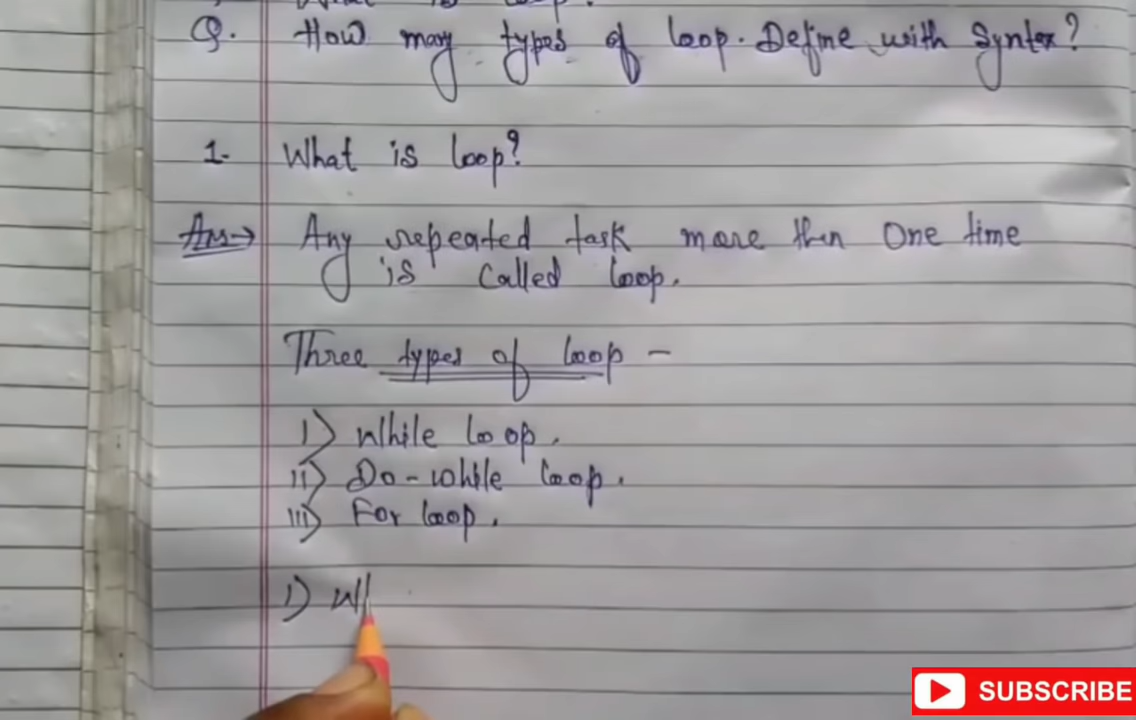 Q. How many types of loop. Define with Syntex?
1. What is loop?
Ans→ Any repeated task more then One time
is called loop.
Three types of loop -
I) While loop.
II) Do-while loop.
III) For loop.
I) Wh
SUBSCRIBE